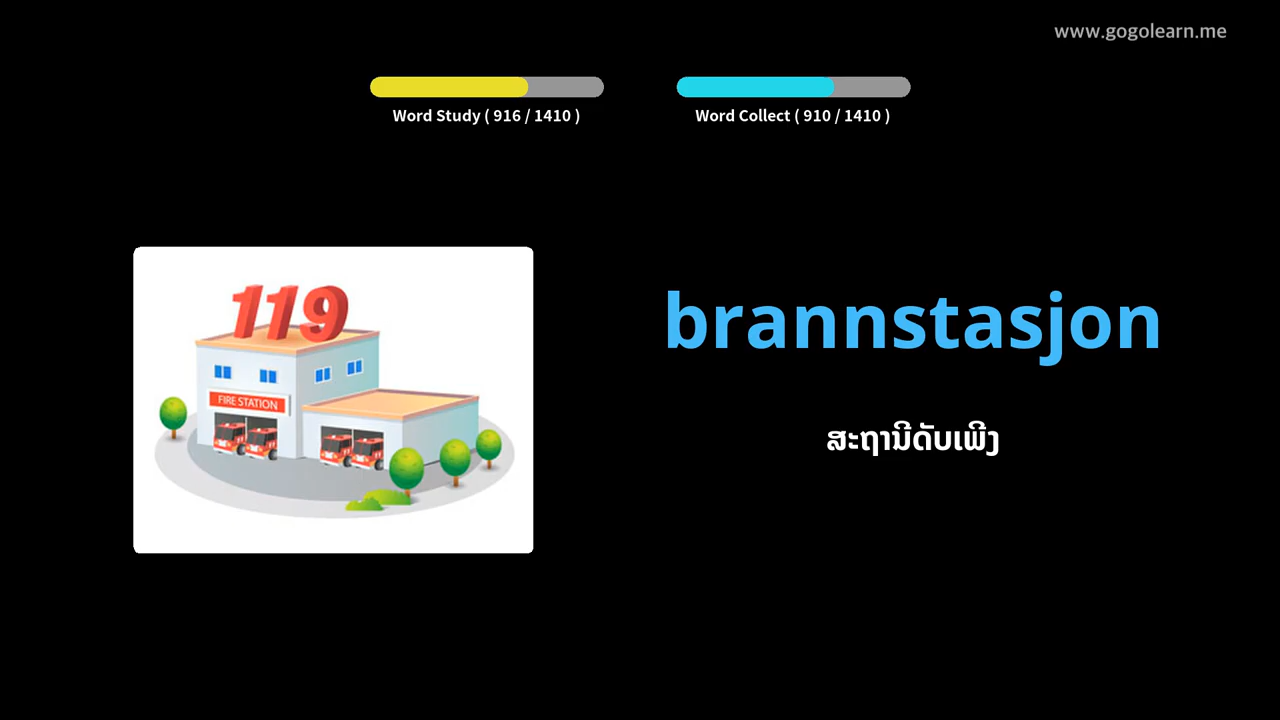 www.gogolearn.me
Word Study ( 916 / 1410 )
Word Collect ( 910 / 1410 )
119
FIRE STATION
brannstasjon
ສະຖານີດັບເພີງ